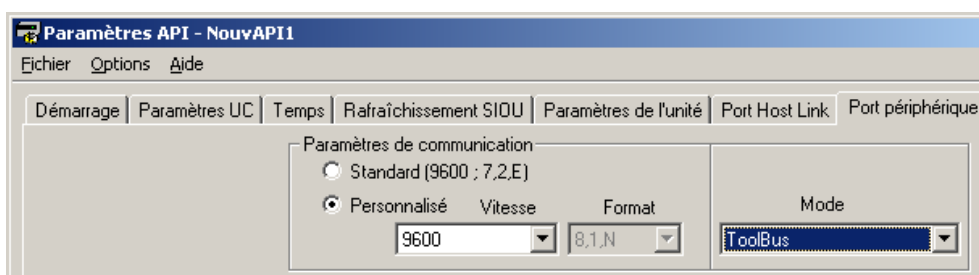 Paramètres API - NouvAPI1
Fichier Options Aide
Démarrage Paramètres UC Temps Rafraîchissement SIOU Paramètres de l'unité Port Host Link Port périphérique
Paramètres de communication
Standard (9600 ; 7,2,E)
Personnalisé Vitesse Format Mode
9600 8,1,N ToolBus